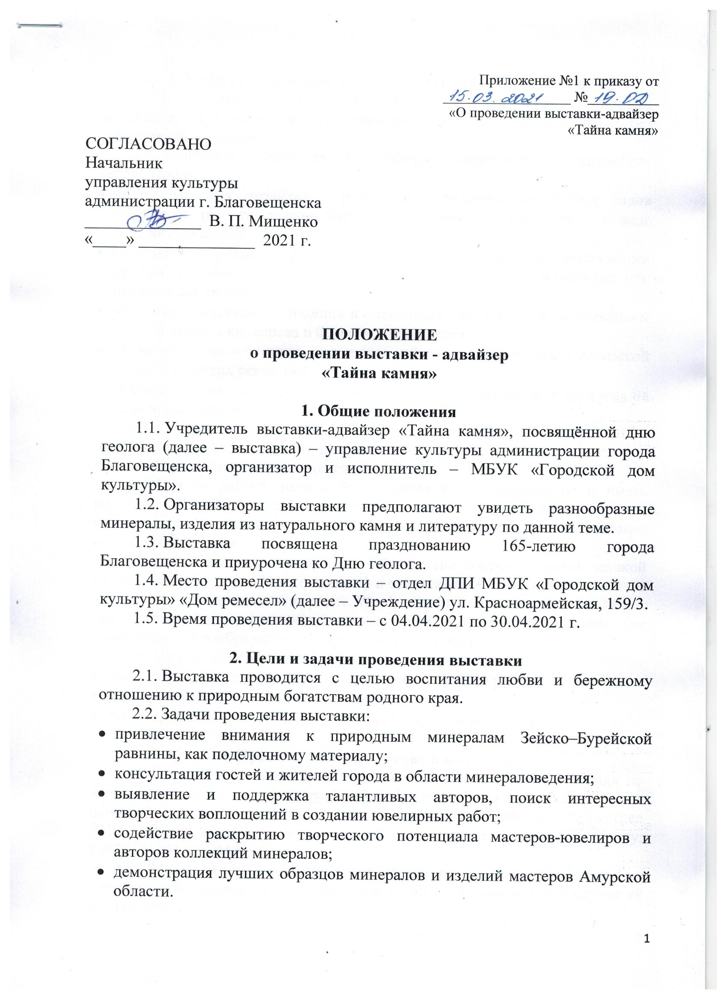 Приложение №1 к приказу от
15.03.2021 № 19-ОД
«О проведении выставки-адвайзер
«Тайна камня»
СОГЛАСОВАНО
Начальник
управления культуры
администрации г. Благовещенска
______________ В. П. Мищенко
«____» ______________ 2021 г.
ПОЛОЖЕНИЕ
о проведении выставки - адвайзер
«Тайна камня»
1. Общие положения
1.1. Учредитель выставки-адвайзер «Тайна камня», посвящённой дню
геолога (далее – выставка) – управление культуры администрации города
Благовещенска, организатор и исполнитель – МБУК «Городской дом
культуры».
1.2. Организаторы выставки предполагают увидеть разнообразные
минералы, изделия из натурального камня и литературу по данной теме.
1.3. Выставка посвящена празднованию 165-летию города
Благовещенска и приурочена ко Дню геолога.
1.4. Место проведения выставки – отдел ДПИ МБУК «Городской дом
культуры» «Дом ремесел» (далее – Учреждение) ул. Красноармейская, 159/3.
1.5. Время проведения выставки – с 04.04.2021 по 30.04.2021 г.
2. Цели и задачи проведения выставки
2.1. Выставка проводится с целью воспитания любви и бережному
отношению к природным богатствам родного края.
2.2. Задачи проведения выставки:
• привлечение внимания к природным минералам Зейско–Бурейской
равнины, как поделочному материалу;
• консультация гостей и жителей города в области минераловедения;
• выявление и поддержка талантливых авторов, поиск интересных
творческих воплощений в создании ювелирных работ;
• содействие раскрытию творческого потенциала мастеров-ювелиров и
авторов коллекций минералов;
• демонстрация лучших образцов минералов и изделий мастеров Амурской
области.
1